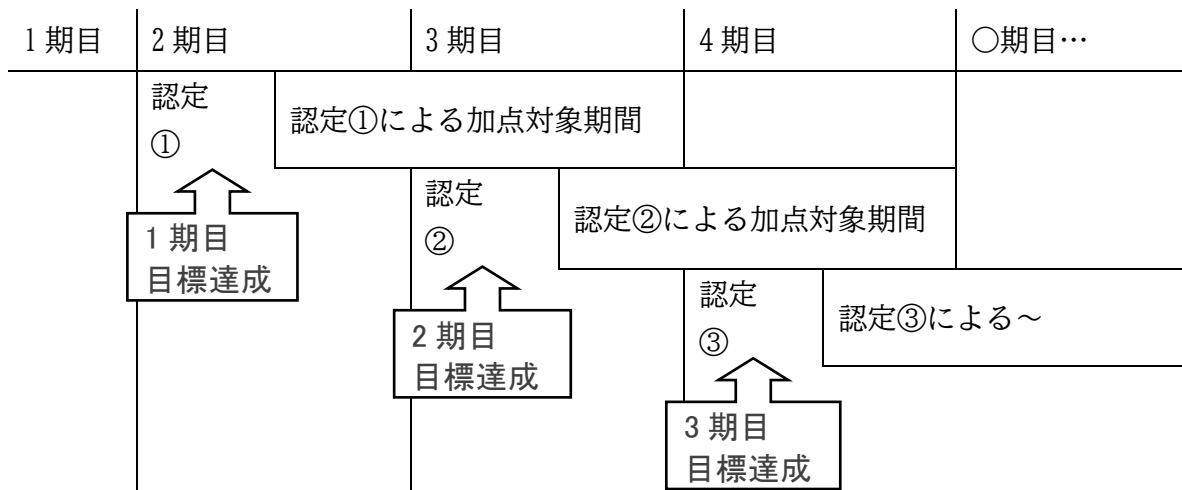 1期目 2期目 3期目 4期目 ○期目…
認定
①
認定①による加点対象期間
1期目
目標達成
認定
②
認定②による加点対象期間
2期目
目標達成
認定
③
認定③による～
3期目
目標達成